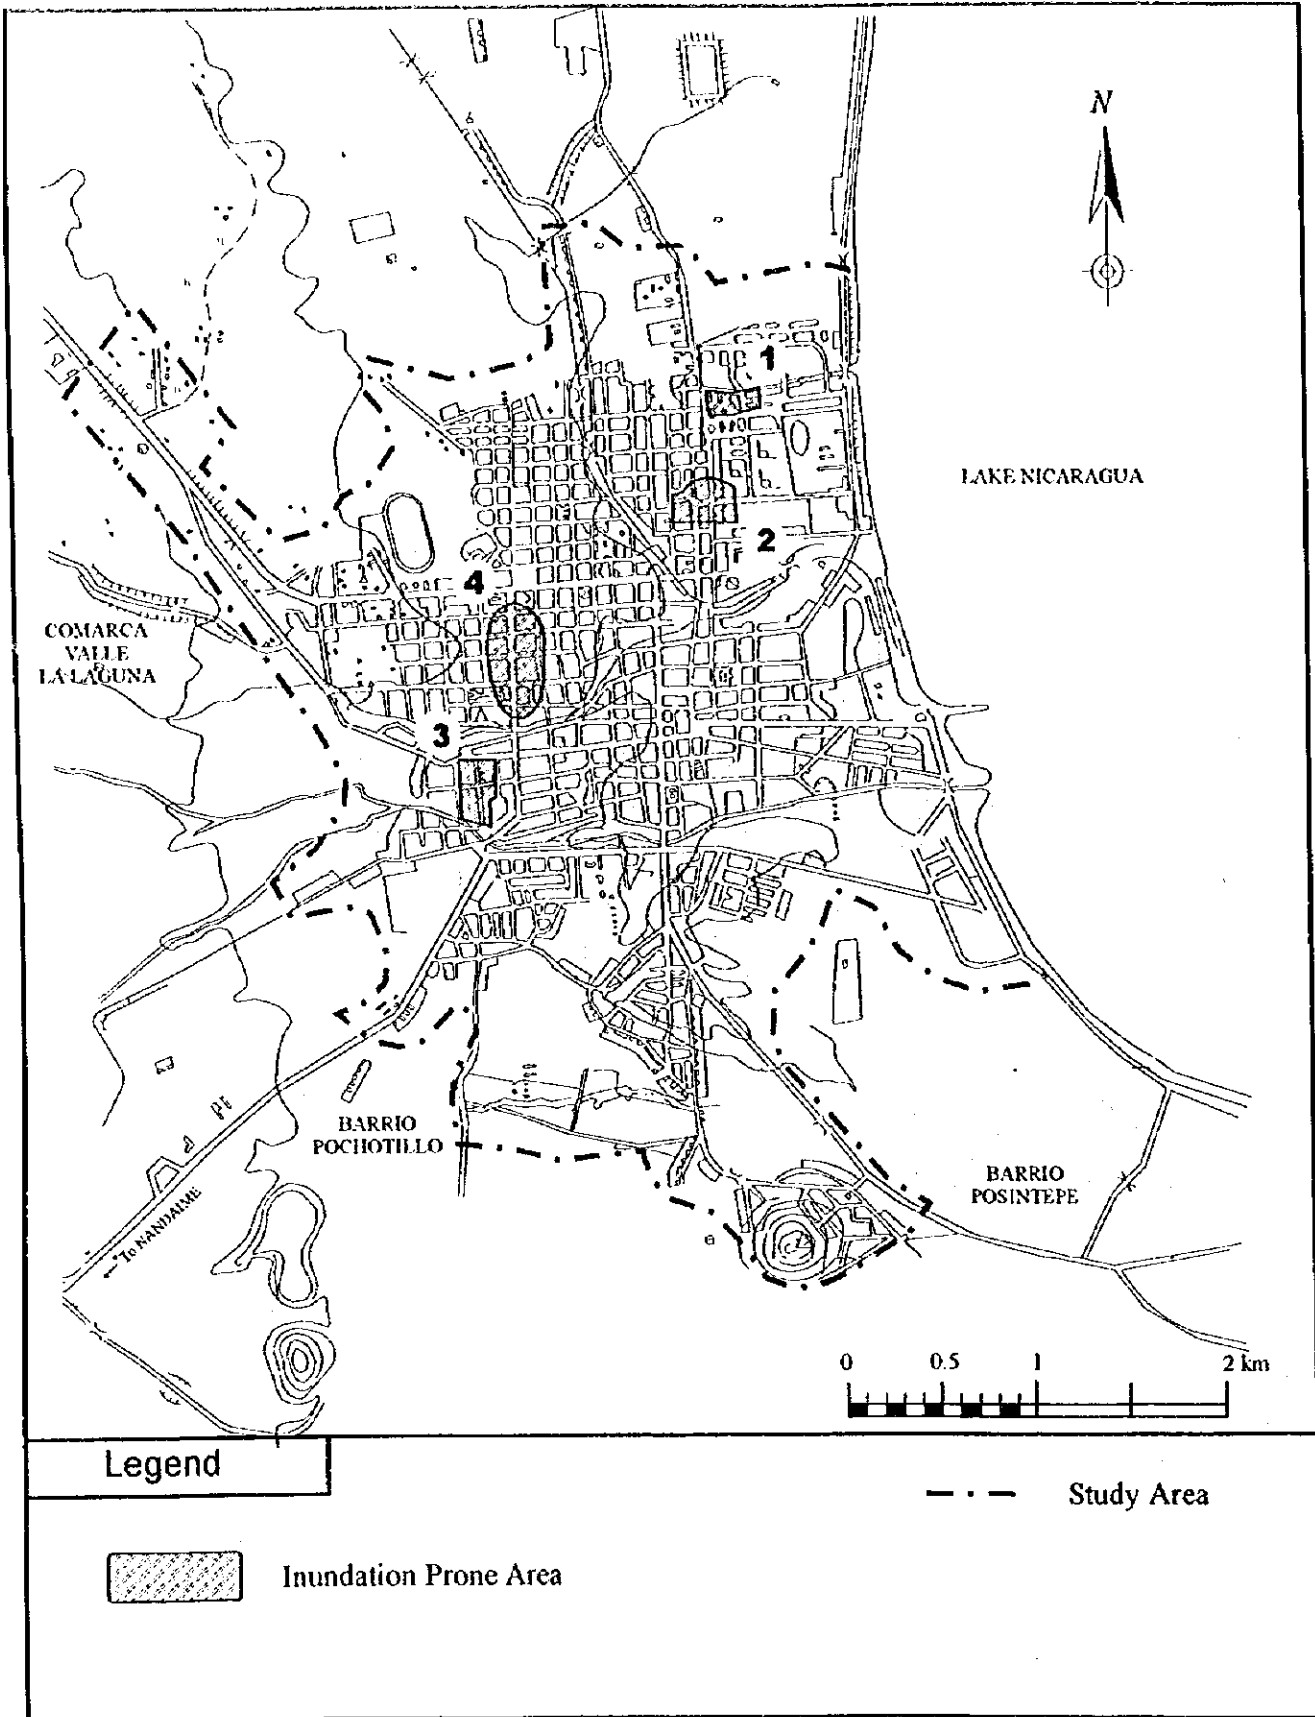 N
1
LAKE NICARAGUA
2
4
COMARCA
VALLE
LA LAGUNA
3
BARRIO
POCHOTILLO
BARRIO
POSINTEPE
To NANDAIME
0 0.5 1 2 km
Legend
Study Area
Inundation Prone Area